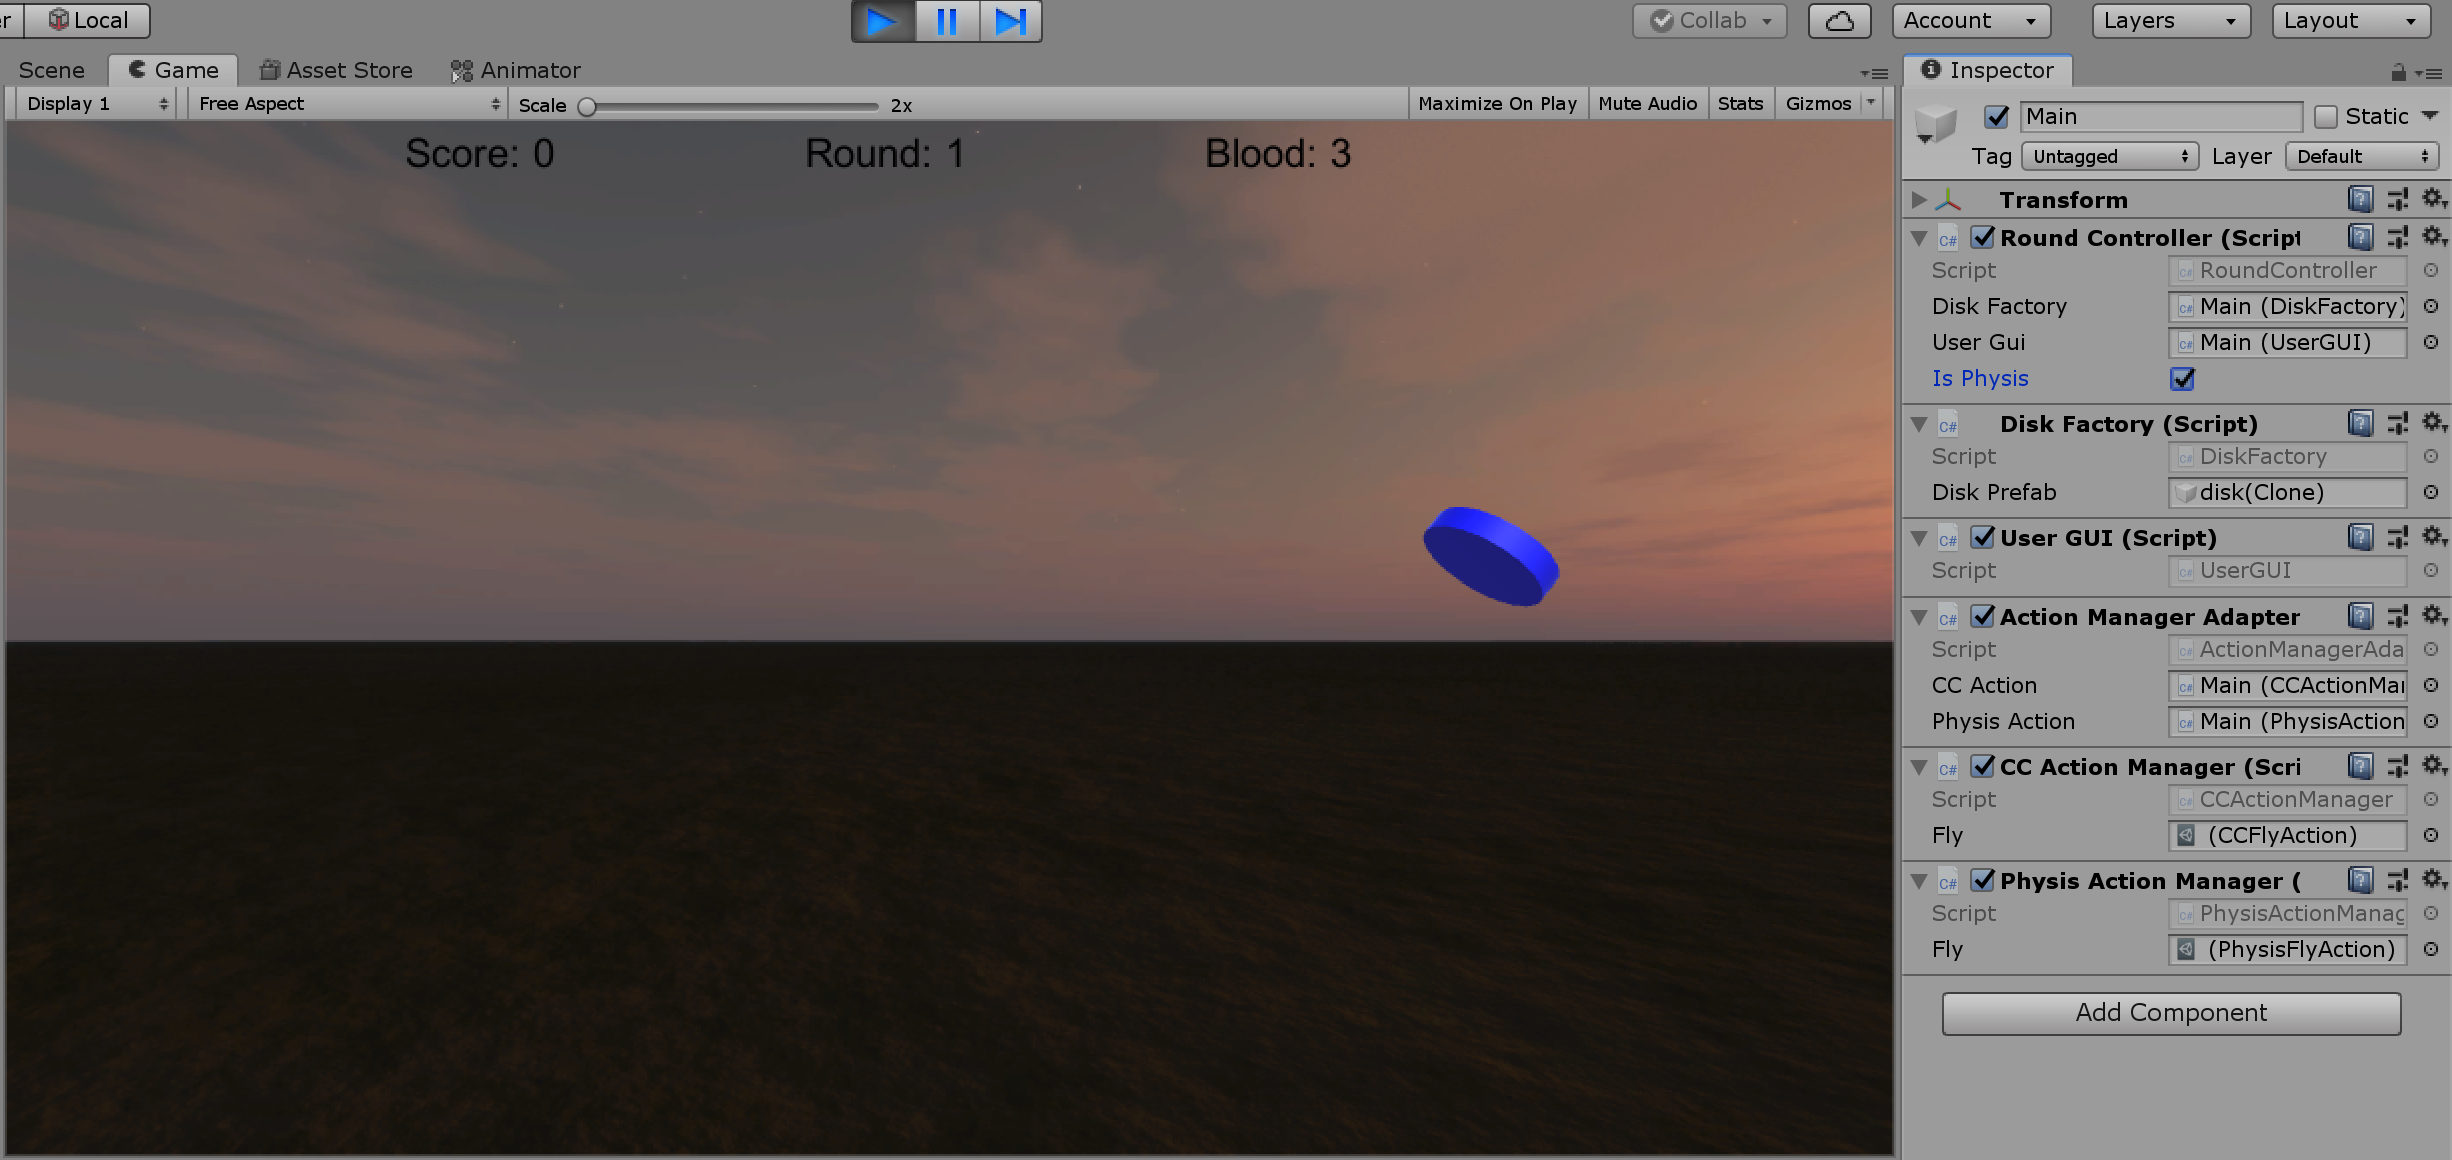 er Local Collab Account Layers Layout
Scene Game Asset Store Animator Inspector
Display 1 Free Aspect Scale 2x Maximize On Play Mute Audio Stats Gizmos
Score: 0 Round: 1 Blood: 3
Main Static
Tag Untagged Layer Default
Transform
C# Round Controller (Script
Script C# RoundController
Disk Factory C# Main (DiskFactory)
User Gui C# Main (UserGUI)
Is Physis
C# Disk Factory (Script)
Script C# DiskFactory
Disk Prefab disk(Clone)
C# User GUI (Script)
Script C# UserGUI
C# Action Manager Adapter
Script C# ActionManagerAda
CC Action C# Main (CCActionMa
Physis Action C# Main (PhysisAction
C# CC Action Manager (Scri
Script C# CCActionManager
Fly (CCFlyAction)
C# Physis Action Manager (
Script C# PhysisActionManag
Fly (PhysisFlyAction)
Add Component